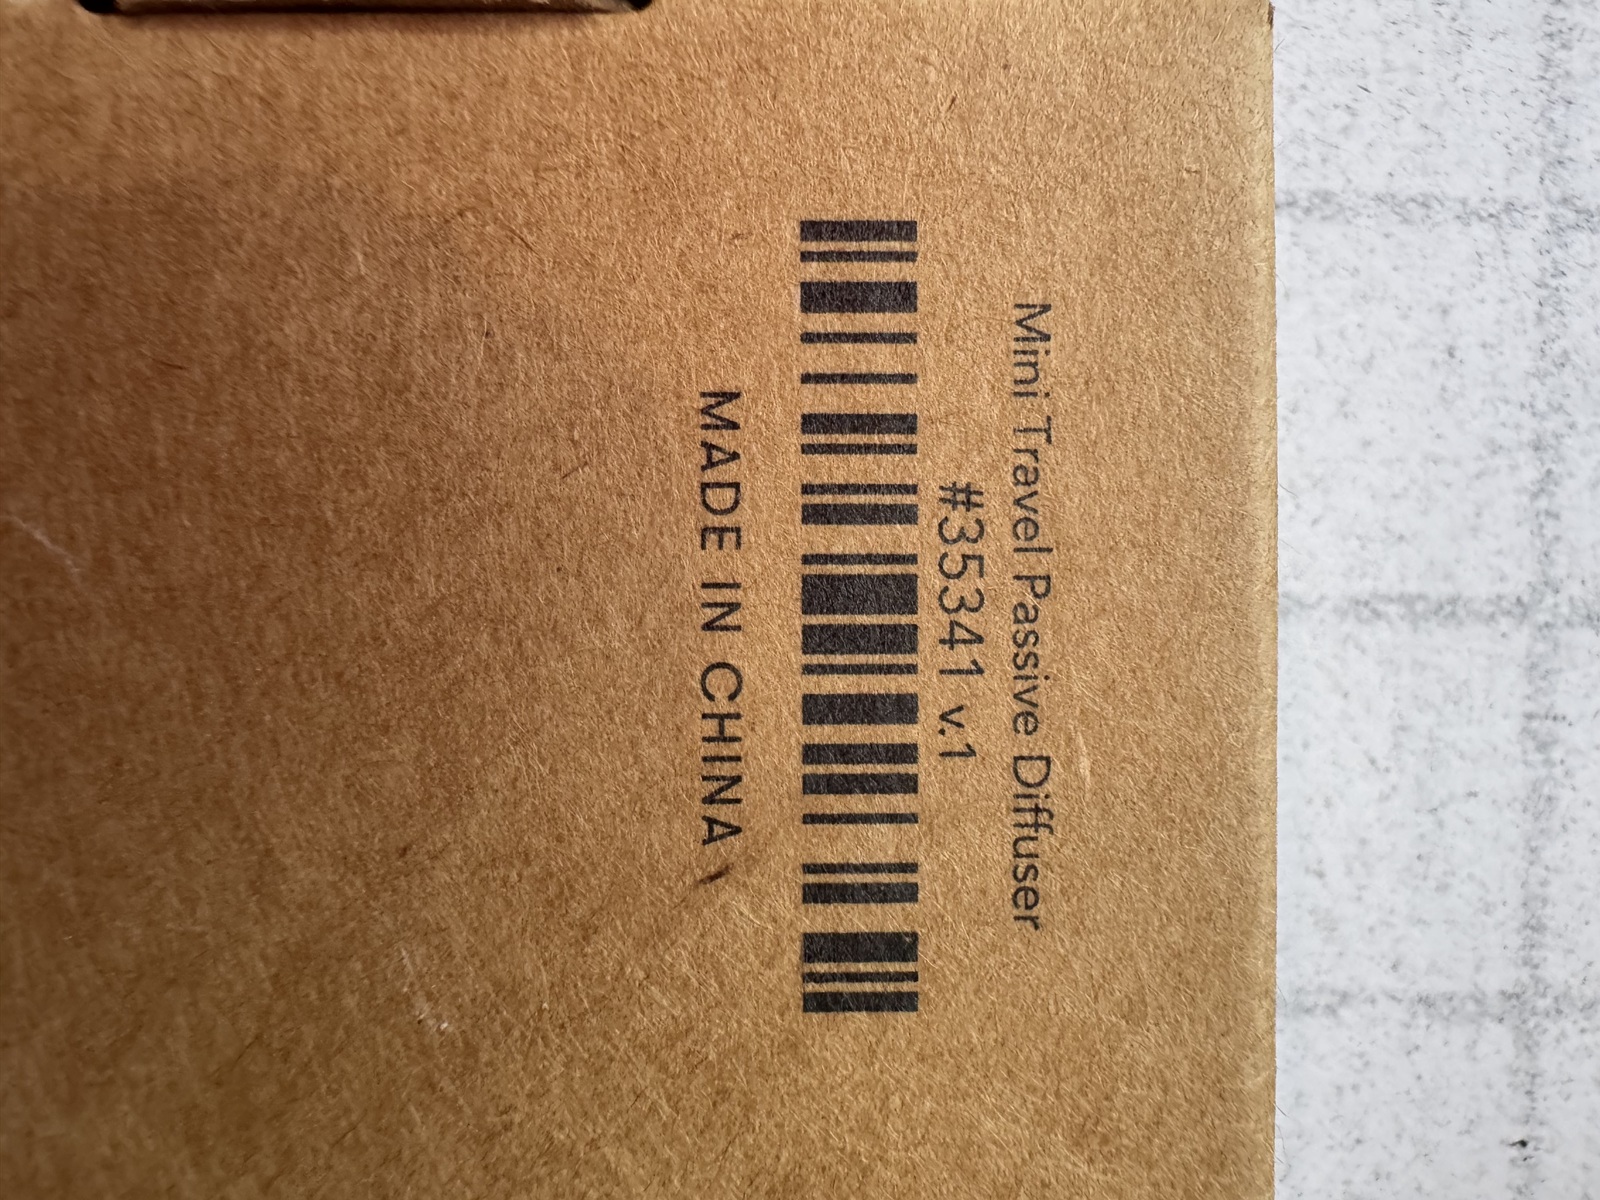 Mini Travel Passive Diffuser
#35341 v.1
MADE IN CHINA